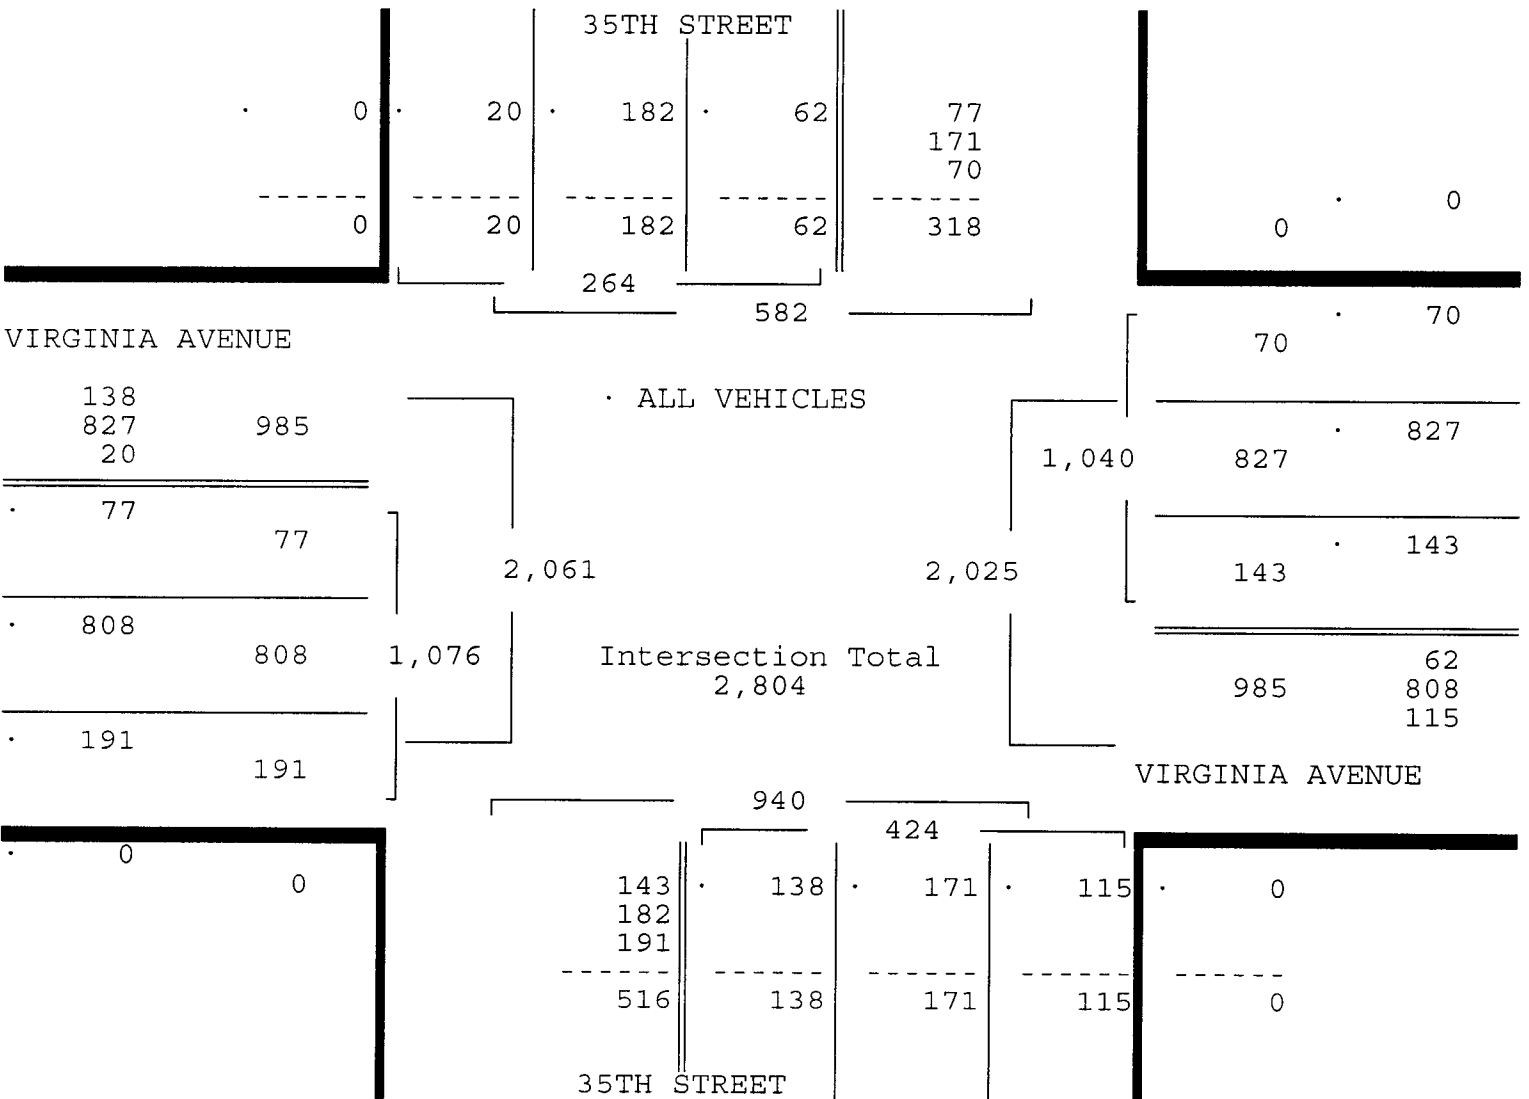 35TH STREET
· 0 · 20 · 182 · 62 77
171
70
------ ------ ------ ------ ------
0 20 182 62 318
· 0
0
264
582
· 70
70
VIRGINIA AVENUE
138
827 985
20
· ALL VEHICLES
1,040
· 827
827
· 77
77
· 143
143
2,061
2,025
· 808
808
1,076
Intersection Total
2,804
62
985 808
115
· 191
191
VIRGINIA AVENUE
940
424
· 0
0
143 · 138 · 171 · 115 · 0
182
191
------ ------ ------ ------ ------
516 138 171 115 0
35TH STREET